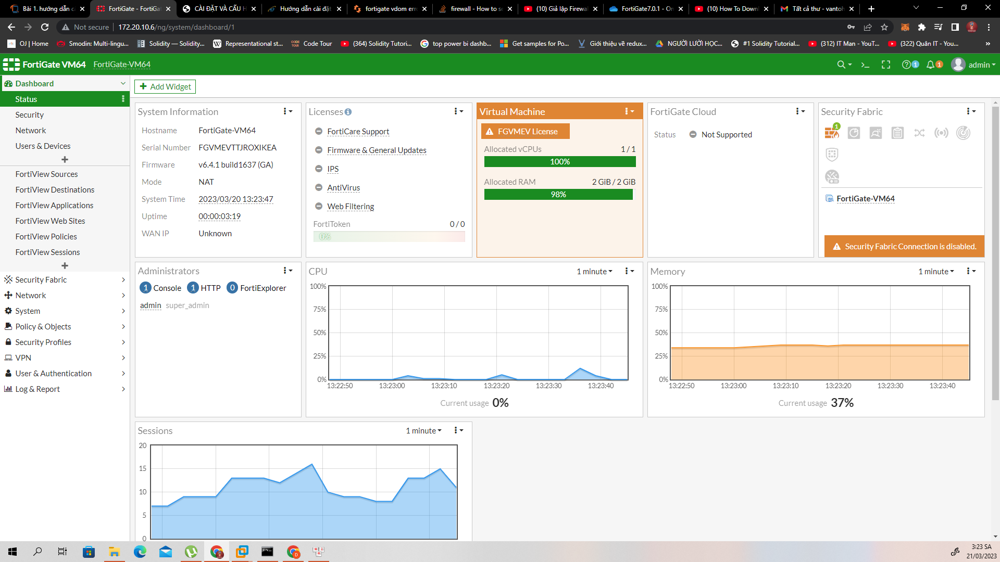 Bài 1. hướng dẫn c
FortiGate - FortiGat
CÀI ĐẶT VÀ CẤU H
Hướng dẫn cài đặt
fortigate vdom erro
firewall - How to se
(10) Giả lập Firewal
FortiGate7.0.1 - On
(10) How To Downl
Tất cả thư - vantoh
Not secure
172.20.10.6/ng/system/dashboard/1
OJ | Home
Smodin: Multi-lingu...
Solidity — Solidity...
Representational st...
Code Tour
(364) Solidity Tutori...
top power bi dashb...
Get samples for Po...
Giới thiệu về redux...
NGƯỜI LƯỜI HỌC...
#1 Solidity Tutorial...
(312) IT Man - YouT...
(322) Quân IT - You...
»
FortiGate VM64
FortiGate-VM64
>_
1
1
admin
Dashboard
Status
Security
Network
Users & Devices
FortiView Sources
FortiView Destinations
FortiView Applications
FortiView Web Sites
FortiView Policies
FortiView Sessions
Security Fabric
Network
System
Policy & Objects
Security Profiles
VPN
User & Authentication
Log & Report
Add Widget
System Information
Hostname FortiGate-VM64
Serial Number FGVMEVTTJROXIKEA
Firmware v6.4.1 build1637 (GA)
Mode NAT
System Time 2023/03/20 13:23:47
Uptime 00:00:03:19
WAN IP Unknown
Licenses
FortiCare Support
Firmware & General Updates
IPS
AntiVirus
Web Filtering
FortiToken 0 / 0
0%
Virtual Machine
FGVMEV License
Allocated vCPUs 1 / 1
100%
Allocated RAM 2 GiB / 2 GiB
98%
FortiGate Cloud
Status Not Supported
Security Fabric
1
FortiGate-VM64
Security Fabric Connection is disabled.
Administrators
1 Console 1 HTTP 0 FortiExplorer
admin super_admin
CPU 1 minute
100%
75%
50%
25%
0%
13:22:50 13:23:00 13:23:10 13:23:20 13:23:30 13:23:40
Current usage 0%
Memory 1 minute
100%
75%
50%
25%
0%
13:22:50 13:23:00 13:23:10 13:23:20 13:23:30 13:23:40
Current usage 37%
Sessions 1 minute
20
15
10
5
0
3:23 SA
21/03/2023